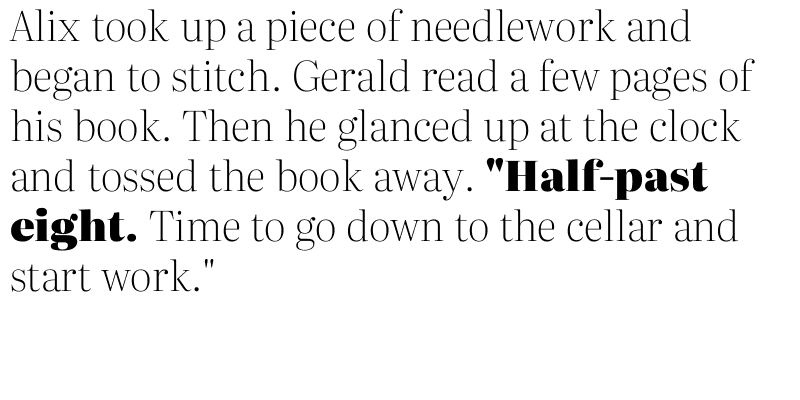 Alix took up a piece of needlework and
began to stitch. Gerald read a few pages of
his book. Then he glanced up at the clock
and tossed the book away. "Half-past
eight. Time to go down to the cellar and
start work."